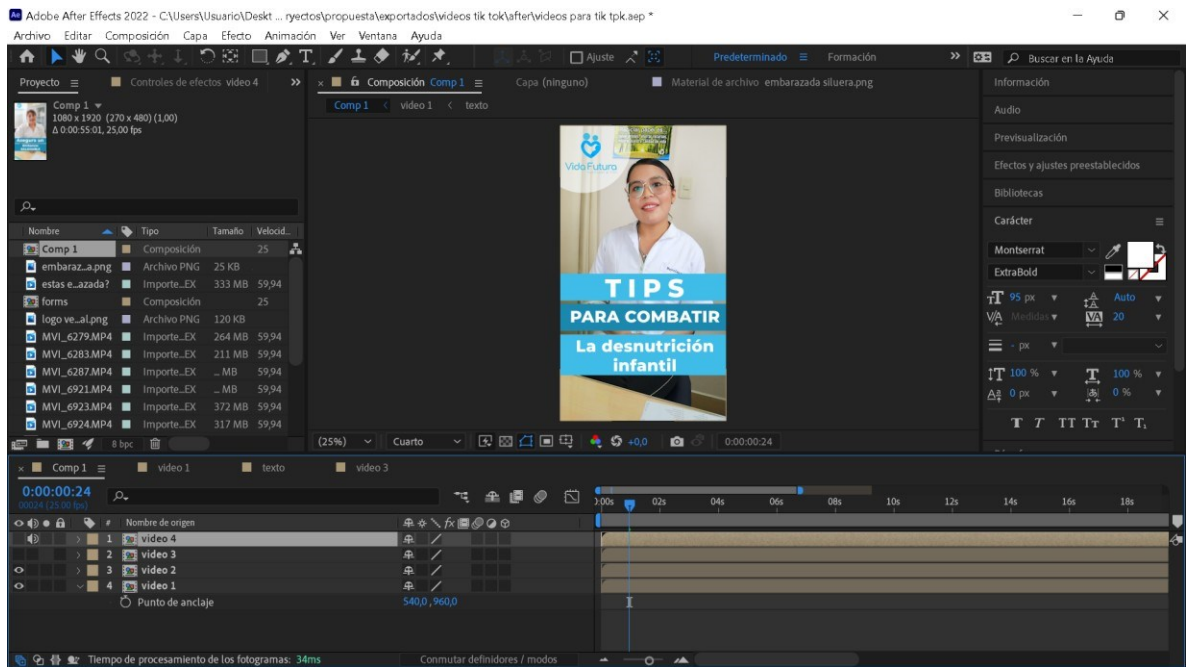 Adobe After Effects 2022 - C:\Users\Usuario\Deskt ... ryectos\propuesta\exportados\videos tik tok\after\videos para tik tpk.aep *
Archivo Editar Composición Capa Efecto Animación Ver Ventana Ayuda
Ajuste Predeterminado Formación Buscar en la Ayuda
Proyecto Controles de efectos video 4 Composición Comp 1 Capa (ninguno) Material de archivo embarazada siluera.png Información
Comp 1 video 1 texto
Comp 1
1080 x 1920 (270 x 480) (1,00)
Δ 0:00:55:01, 25,00 fps
Audio
Previsualización
Efectos y ajustes preestablecidos
Bibliotecas
Carácter
Vida Futura
TIPS
PARA COMBATIR
La desnutrición
infantil
Nombre Tipo Tamaño Velocid...
Comp 1 Composición 25
embaraz...a.png Archivo PNG 25 KB
estas e...azada? Importe...EX 333 MB 59,94
forms Composición 25
logo ve...al.png Archivo PNG 120 KB
MVI_6279.MP4 Importe...EX 264 MB 59,94
MVI_6283.MP4 Importe...EX 211 MB 59,94
MVI_6287.MP4 Importe...EX ... MB 59,94
MVI_6921.MP4 Importe...EX ... MB 59,94
MVI_6923.MP4 Importe...EX 372 MB 59,94
MVI_6924.MP4 Importe...EX 317 MB 59,94
Montserrat
ExtraBold
95 px Auto
Medidas 20
- px
100 % 100 %
0 px 0 %
T T TT Tт T¹ T₁
8 bpc
(25%) Cuarto +0,0 0:00:00:24
Comp 1 video 1 texto video 3
0:00:00:24
00024 (25.00 fps)
):00s 02s 04s 06s 08s 10s 12s 14s 16s 18s
# Nombre de origen
1 video 4
2 video 3
3 video 2
4 video 1
Punto de anclaje 540,0, 960,0
Tiempo de procesamiento de los fotogramas: 34ms Conmutar definidores / modos